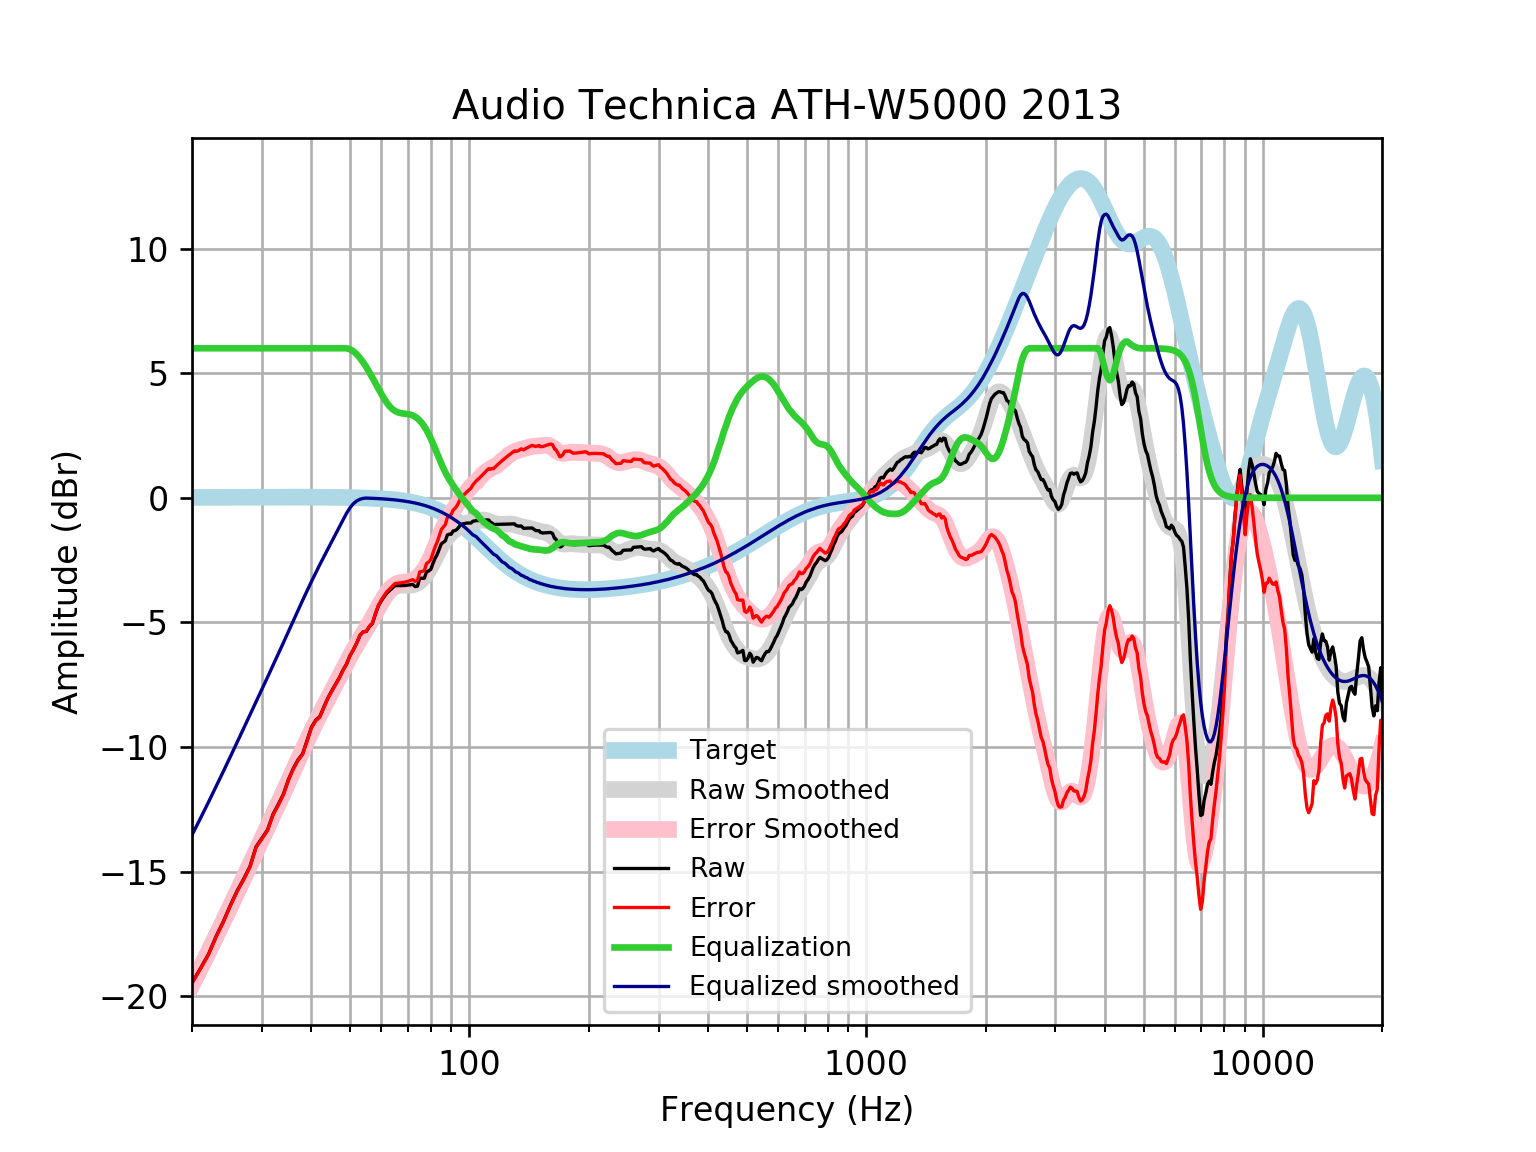 Audio Technica ATH-W5000 2013
Amplitude (dBr)
10
5
0
−5
−10
−15
−20
Target
Raw Smoothed
Error Smoothed
Raw
Error
Equalization
Equalized smoothed
100
1000
10000
Frequency (Hz)